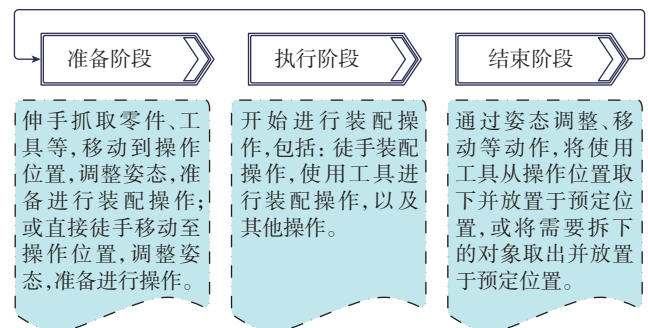 准备阶段
执行阶段
结束阶段
伸手抓取零件、工
具等,移动到操作
位置,调整姿态,准
备进行装配操作;
或直接徒手移动至
操作位置,调整姿
态,准备进行操作。
开始进行装配操
作,包括:徒手装配
操作,使用工具进
行装配操作,以及
其他操作。
通过姿态调整、移
动等动作,将使用
工具从操作位置取
下并放置于预定位
置,或将需要拆下
的对象取出并放置
于预定位置。